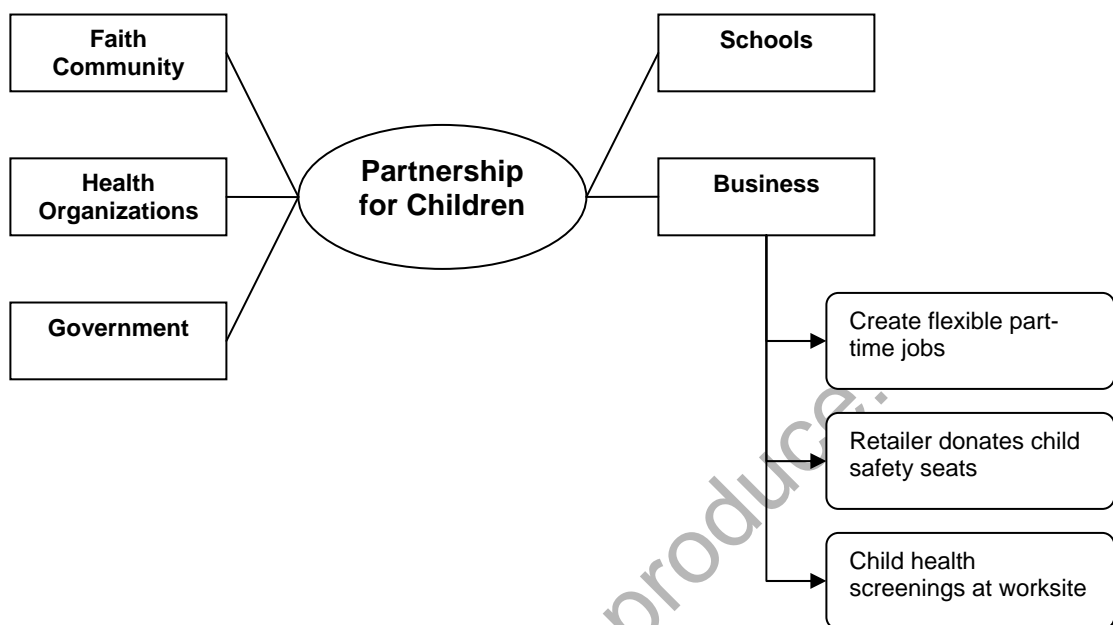 Faith
Community
Schools
Partnership
for Children
Health
Organizations
Business
Government
Create flexible part-
time jobs
Retailer donates child
safety seats
Child health
screenings at worksite
produce.